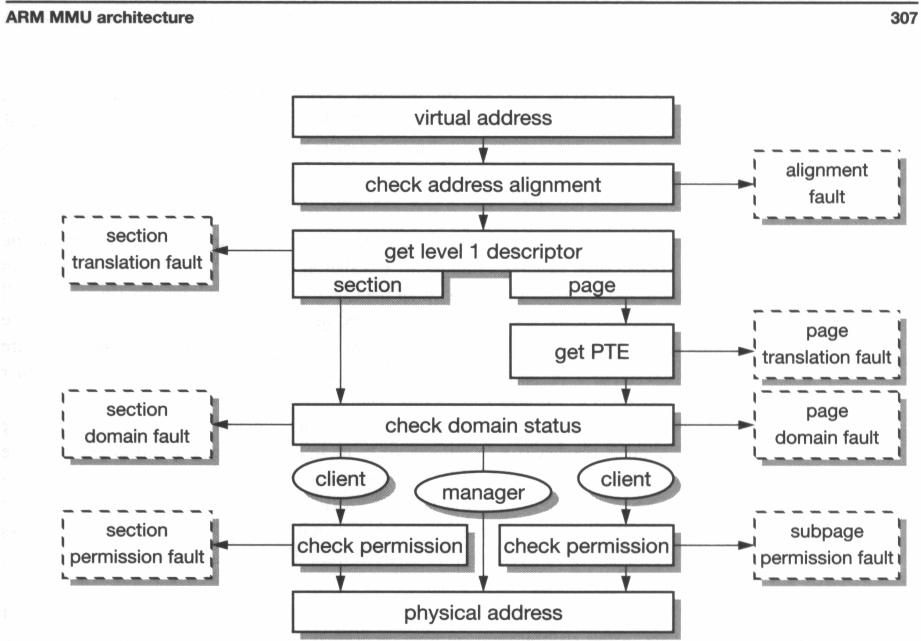 ARM MMU architecture
307
virtual address
check address alignment
alignment
fault
section
translation fault
get level 1 descriptor
section
page
get PTE
page
translation fault
section
domain fault
check domain status
page
domain fault
client
manager
client
section
permission fault
check permission
check permission
subpage
permission fault
physical address